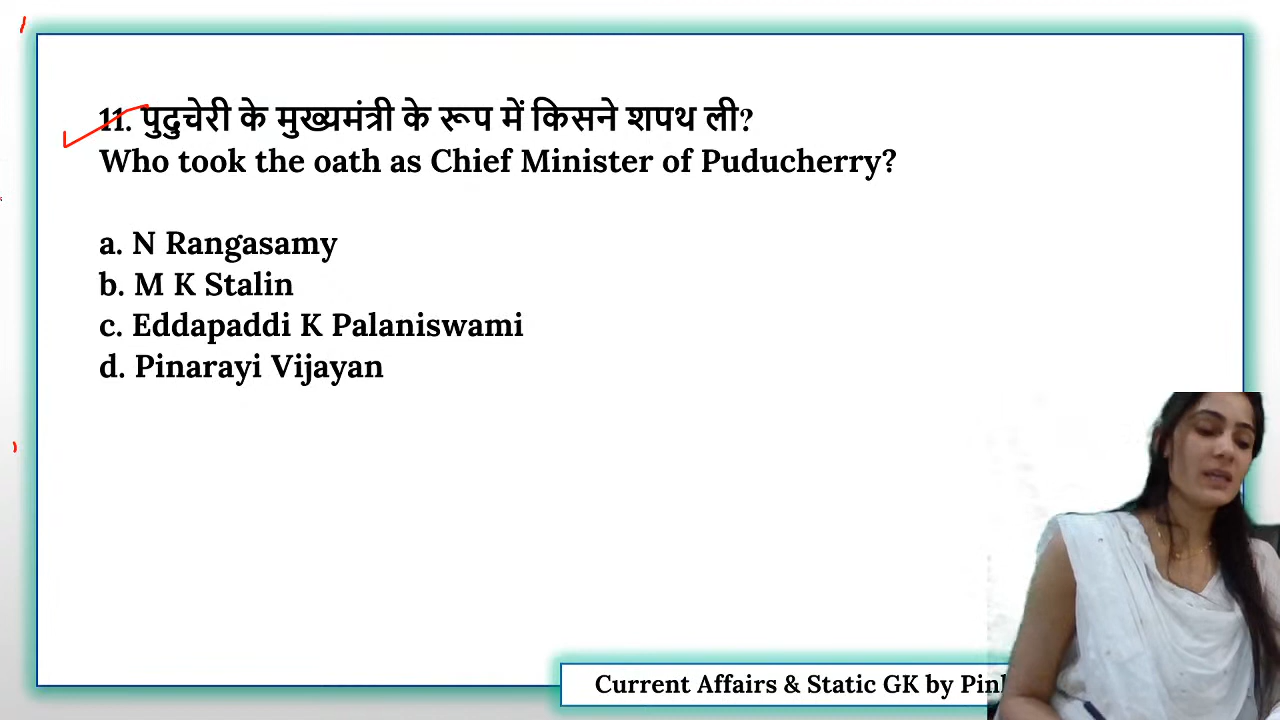 11. पुदुचेरी के मुख्यमंत्री के रूप में किसने शपथ ली?
Who took the oath as Chief Minister of Puducherry?
a. N Rangasamy
b. M K Stalin
c. Eddapaddi K Palaniswami
d. Pinarayi Vijayan
Current Affairs & Static GK by